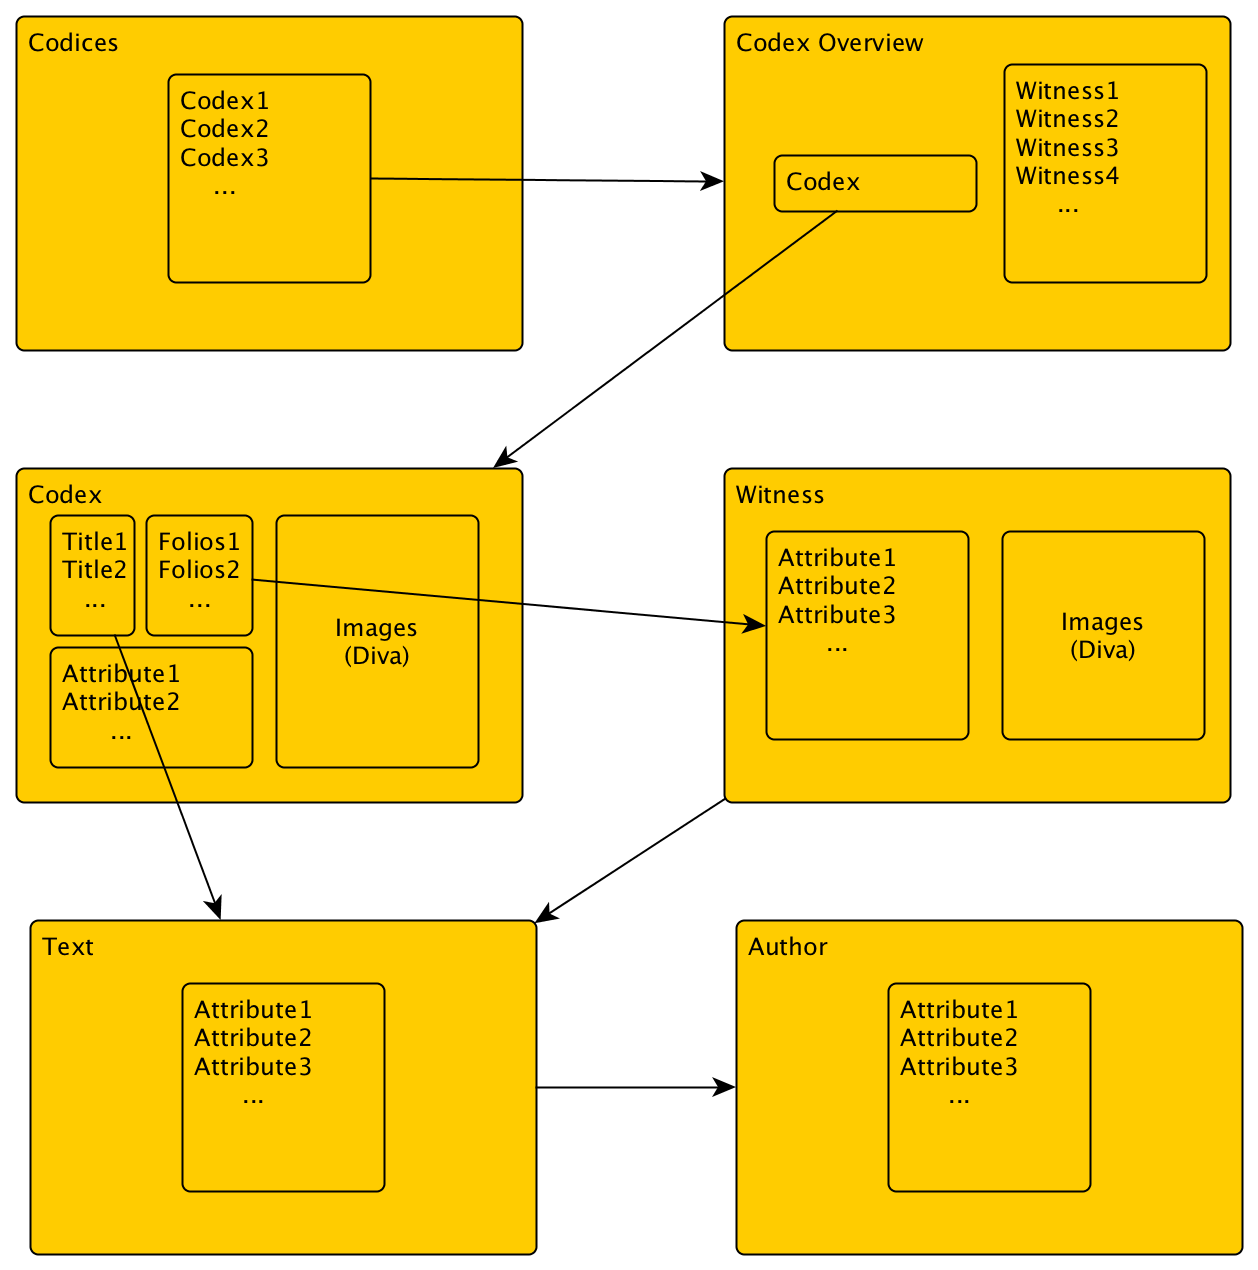 Codices
Codex1
Codex2
Codex3
...
Codex Overview
Codex
Witness1
Witness2
Witness3
Witness4
...
Codex
Title1
Title2
...
Folios1
Folios2
...
Attribute1
Attribute2
...
Images
(Diva)
Witness
Attribute1
Attribute2
Attribute3
...
Images
(Diva)
Text
Attribute1
Attribute2
Attribute3
...
Author
Attribute1
Attribute2
Attribute3
...